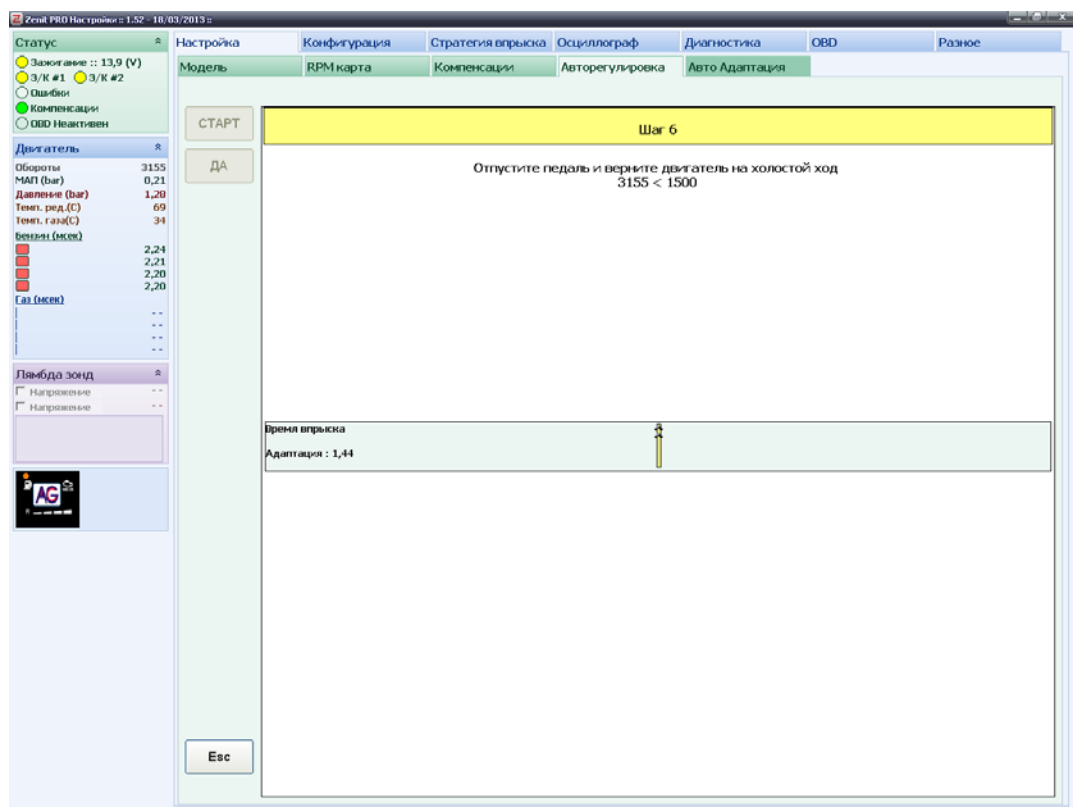 Zenit PRO Настройки :: 1.52 - 18/03/2013 ::
Статус
Зажигание :: 13,9 (V)
З/К #1 З/К #2
Ошибки
Компенсации
OBD Неактивен
Двигатель
Обороты 3155
МАП (bar) 0,21
Давление (bar) 1,28
Темп. ред.(C) 69
Темп. газа(C) 34
Бензин (мсек)
2,24
2,21
2,20
2,20
Газ (мсек)
- -
- -
- -
- -
Лямбда зонд
Напряжение - -
Напряжение - -
AG
Настройка Конфигурация Стратегия впрыска Осциллограф Диагностика OBD Разное
Модель RPM карта Компенсации Авторегулировка Авто Адаптация
СТАРТ
ДА
Шаг 6
Отпустите педаль и верните двигатель на холостой ход
3155 < 1500
Время впрыска
Адаптация : 1,44
Esc